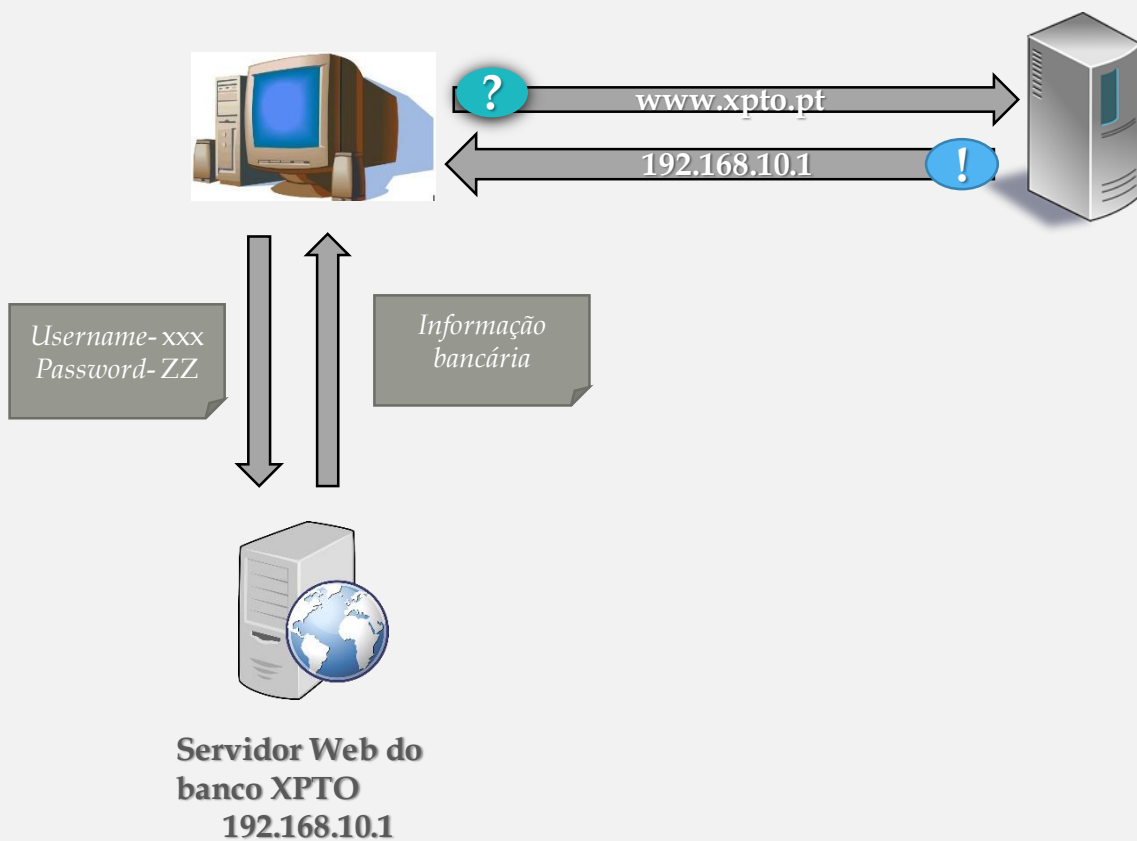 ?
www.xpto.pt
192.168.10.1
!
Username- xxx
Password- ZZ
Informação
bancária
Servidor Web do
banco XPTO
192.168.10.1